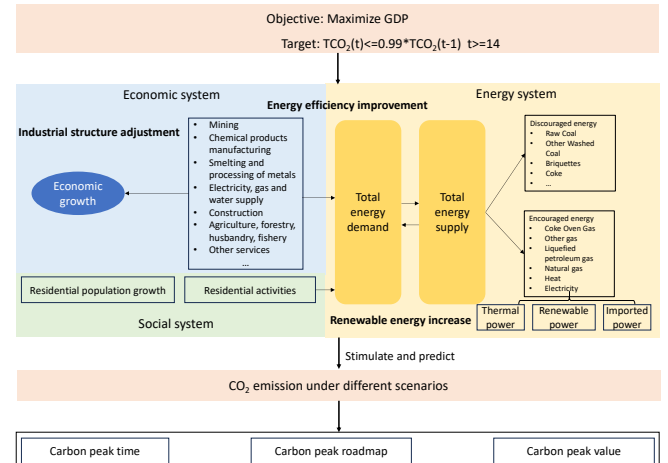 Objective: Maximize GDP
Target: TCO₂(t)<=0.99*TCO₂(t-1) t>=14
Economic system
Energy system
Energy efficiency improvement
Industrial structure adjustment
• Mining
• Chemical products
manufacturing
• Smelting and
processing of metals
• Electricity, gas and
water supply
• Construction
• Agriculture, forestry,
husbandry, fishery
• Other services
...
Economic
growth
Total
energy
demand
Total
energy
supply
Discouraged energy
• Raw Coal
• Other Washed
Coal
• Briquettes
• Coke
• ...
Encouraged energy
• Coke Oven Gas
• Other gas
• Liquefied
petroleum gas
• Natural gas
• Heat
• Electricity
Residential population growth
Residential activities
Social system
Renewable energy increase
Thermal
power
Renewable
power
Imported
power
Stimulate and predict
CO₂ emission under different scenarios
Carbon peak time
Carbon peak roadmap
Carbon peak value